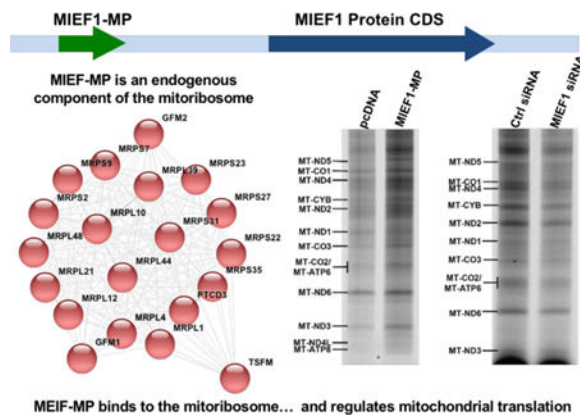 MIEF1-MP
MIEF1 Protein CDS
MIEF-MP is an endogenous
component of the mitoribosome
GFM2
MRPS7
MRPS9
MRPL39
MRPS23
MRPS2
MRPS27
MRPL10
MRPS31
MRPL48
MRPS22
MRPL44
MRPS35
MRPL21
PTCD3
MRPL12
MRPL4
MRPL1
GFM1
TSFM
pcDNA
MIEF1-MP
MT-ND5
MT-CO1
MT-ND4
MT-CYB
MT-ND2
MT-ND1
MT-CO3
MT-CO2/
MT-ATP6
MT-ND6
MT-ND3
MT-ND4L
MT-ATP8
Ctrl siRNA
MIEF1 siRNA
MT-ND5
MT-CO1
MT-ND4
MT-CYB
MT-ND2
MT-ND1
MT-CO3
MT-CO2/
MT-ATP6
MT-ND6
MT-ND3
MEIF-MP binds to the mitoribosome... and regulates mitochondrial translation